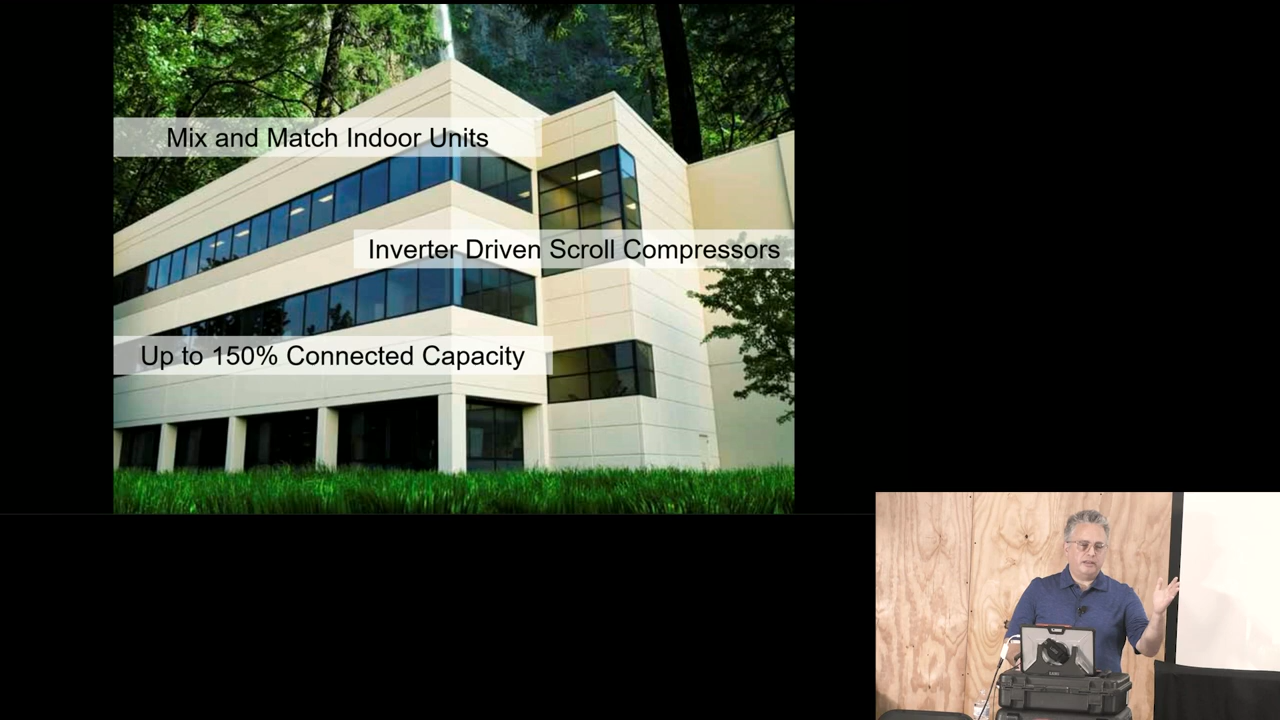 Mix and Match Indoor Units
Inverter Driven Scroll Compressors
Up to 150% Connected Capacity